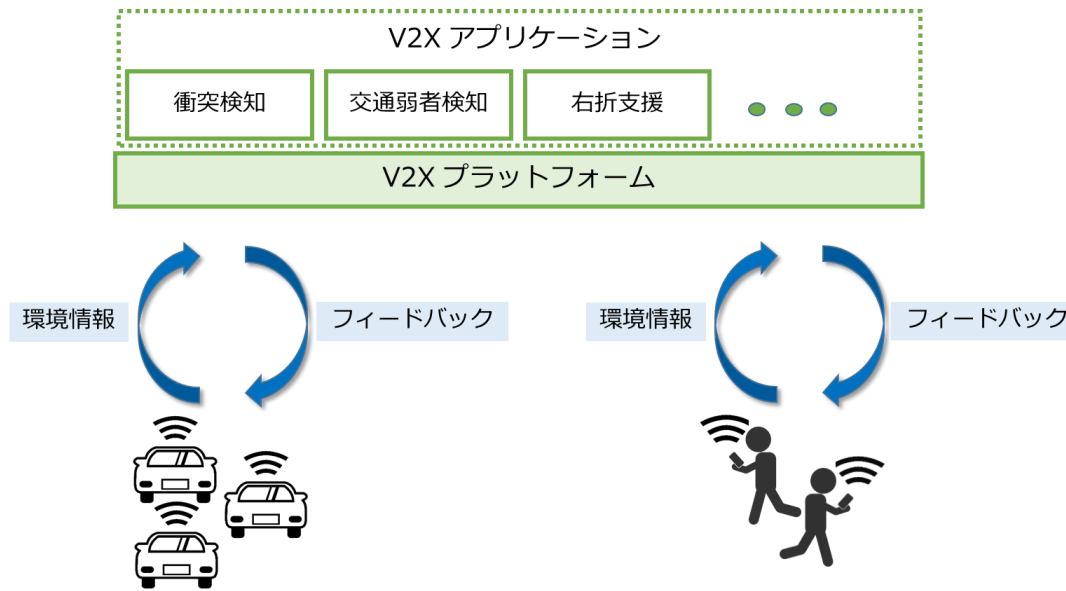 V2X アプリケーション
衝突検知
交通弱者検知
右折支援
V2X プラットフォーム
環境情報
フィードバック
環境情報
フィードバック